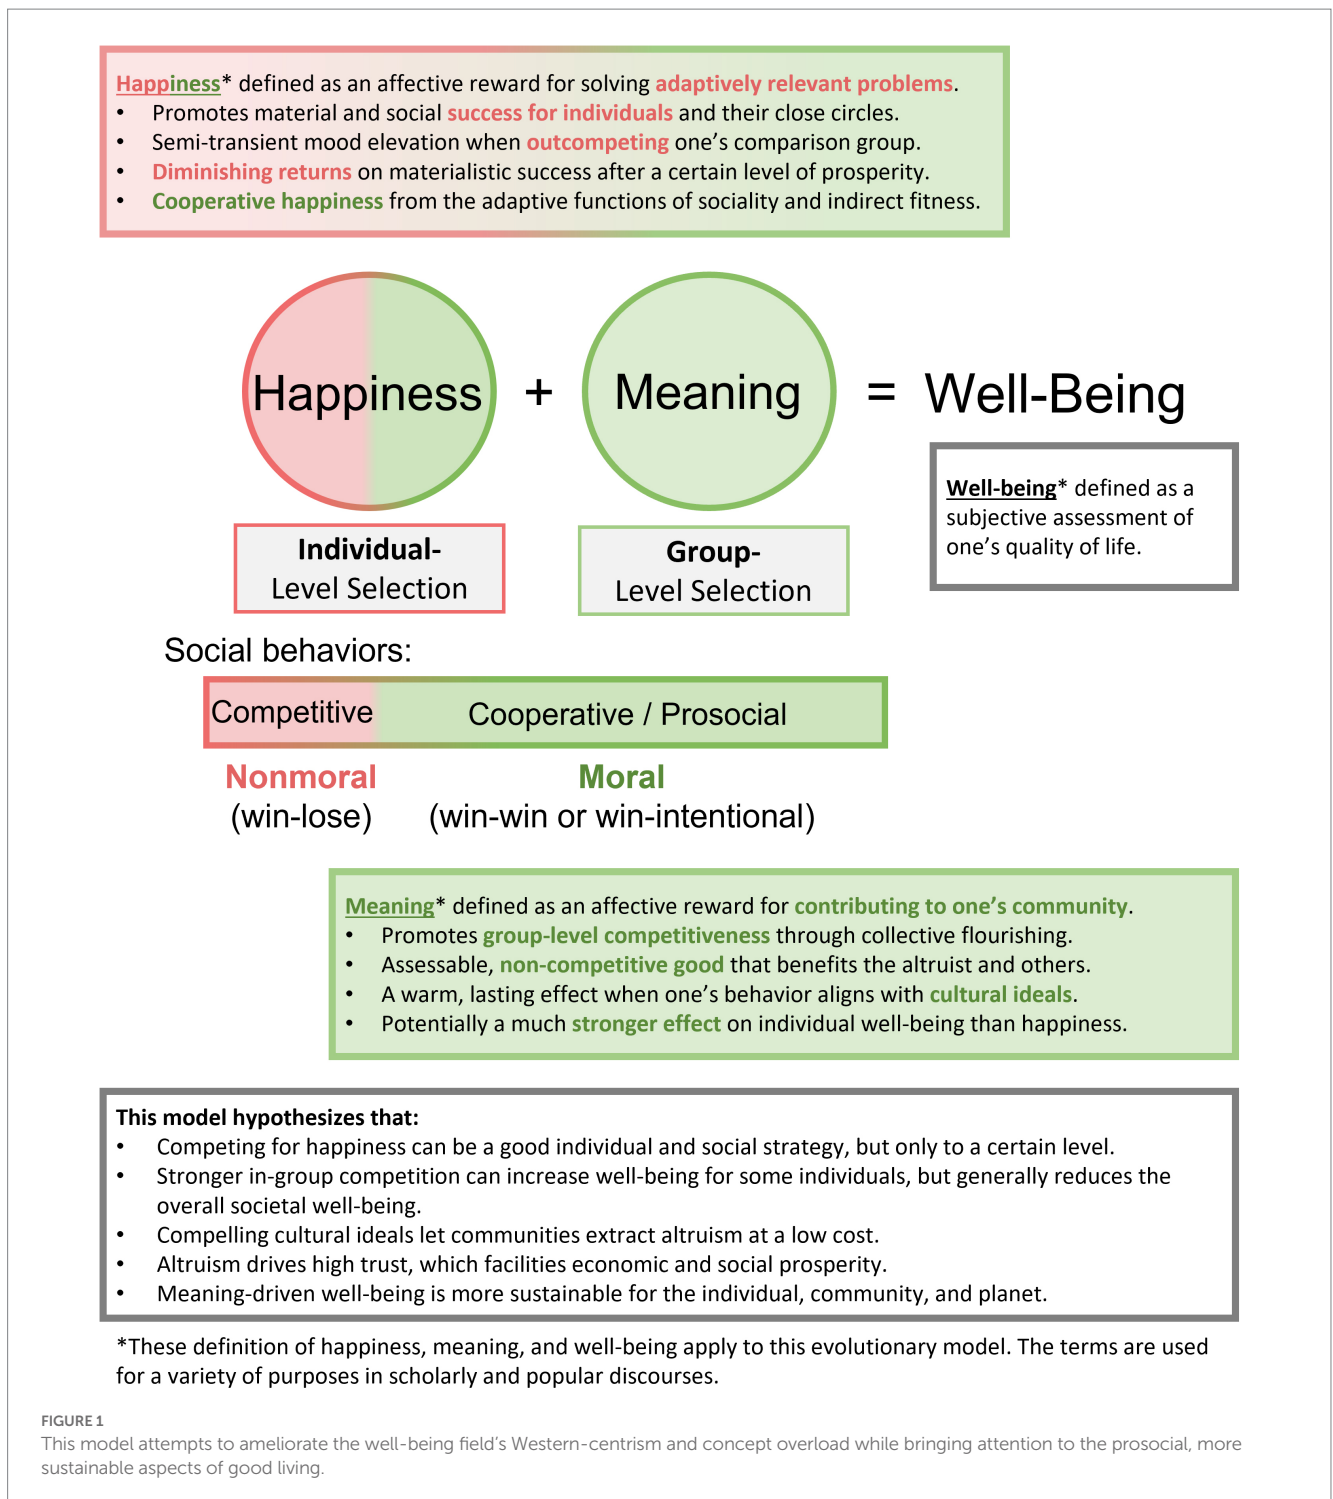 Happiness* defined as an affective reward for solving adaptively relevant problems.
• Promotes material and social success for individuals and their close circles.
• Semi-transient mood elevation when outcompeting one’s comparison group.
• Diminishing returns on materialistic success after a certain level of prosperity.
• Cooperative happiness from the adaptive functions of sociality and indirect fitness.
Happiness + Meaning = Well-Being
Well-being* defined as a
subjective assessment of
one’s quality of life.
Individual-
Level Selection
Group-
Level Selection
Social behaviors:
Competitive
Cooperative / Prosocial
Nonmoral
(win-lose)
Moral
(win-win or win-intentional)
Meaning* defined as an affective reward for contributing to one’s community.
• Promotes group-level competitiveness through collective flourishing.
• Assessable, non-competitive good that benefits the altruist and others.
• A warm, lasting effect when one’s behavior aligns with cultural ideals.
• Potentially a much stronger effect on individual well-being than happiness.
This model hypothesizes that:
• Competing for happiness can be a good individual and social strategy, but only to a certain level.
• Stronger in-group competition can increase well-being for some individuals, but generally reduces the
overall societal well-being.
• Compelling cultural ideals let communities extract altruism at a low cost.
• Altruism drives high trust, which facilities economic and social prosperity.
• Meaning-driven well-being is more sustainable for the individual, community, and planet.
*These definition of happiness, meaning, and well-being apply to this evolutionary model. The terms are used
for a variety of purposes in scholarly and popular discourses.
FIGURE 1
This model attempts to ameliorate the well-being field’s Western-centrism and concept overload while bringing attention to the prosocial, more
sustainable aspects of good living.